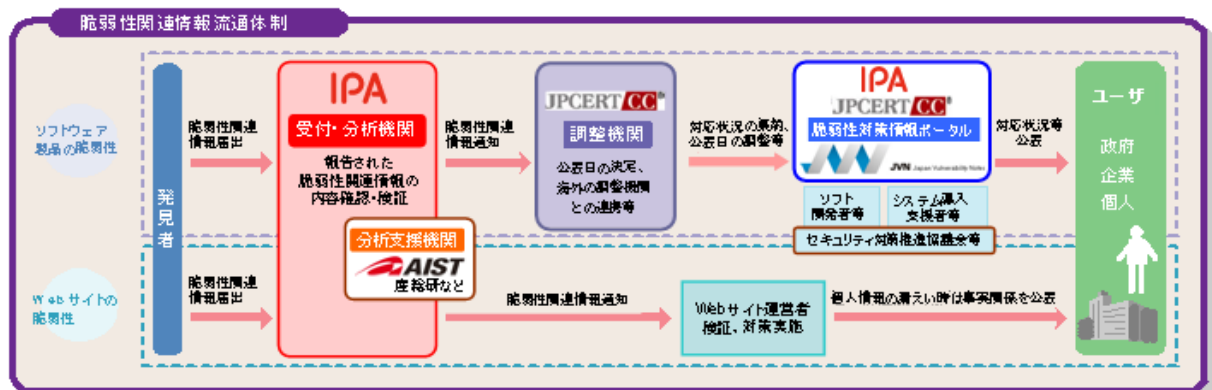 脆弱性関連情報流通体制
ソフトウェア
製品の脆弱性
発見者
脆弱性関連
情報届出
IPA
受付・分析機関
報告された
脆弱性関連情報の
内容確認・検証
分析支援機関
AIST
産総研など
脆弱性関連
情報通知
JPCERT CC®
調整機関
公表日の決定、
海外の調整機関
との連携等
対応状況の集約、
公表日の調整等
IPA
JPCERT CC®
脆弱性対策情報ポータル
JVN Japan Vulnerability Notes
ソフト
開発者等
システム導入
支援者等
セキュリティ対策推進協議会等
対応状況等
公表
ユーザ
政府
企業
個人
Webサイトの
脆弱性
脆弱性関連
情報届出
脆弱性関連情報通知
Webサイト運営者
検証、対策実施
個人情報の漏えい時は事実関係を公表